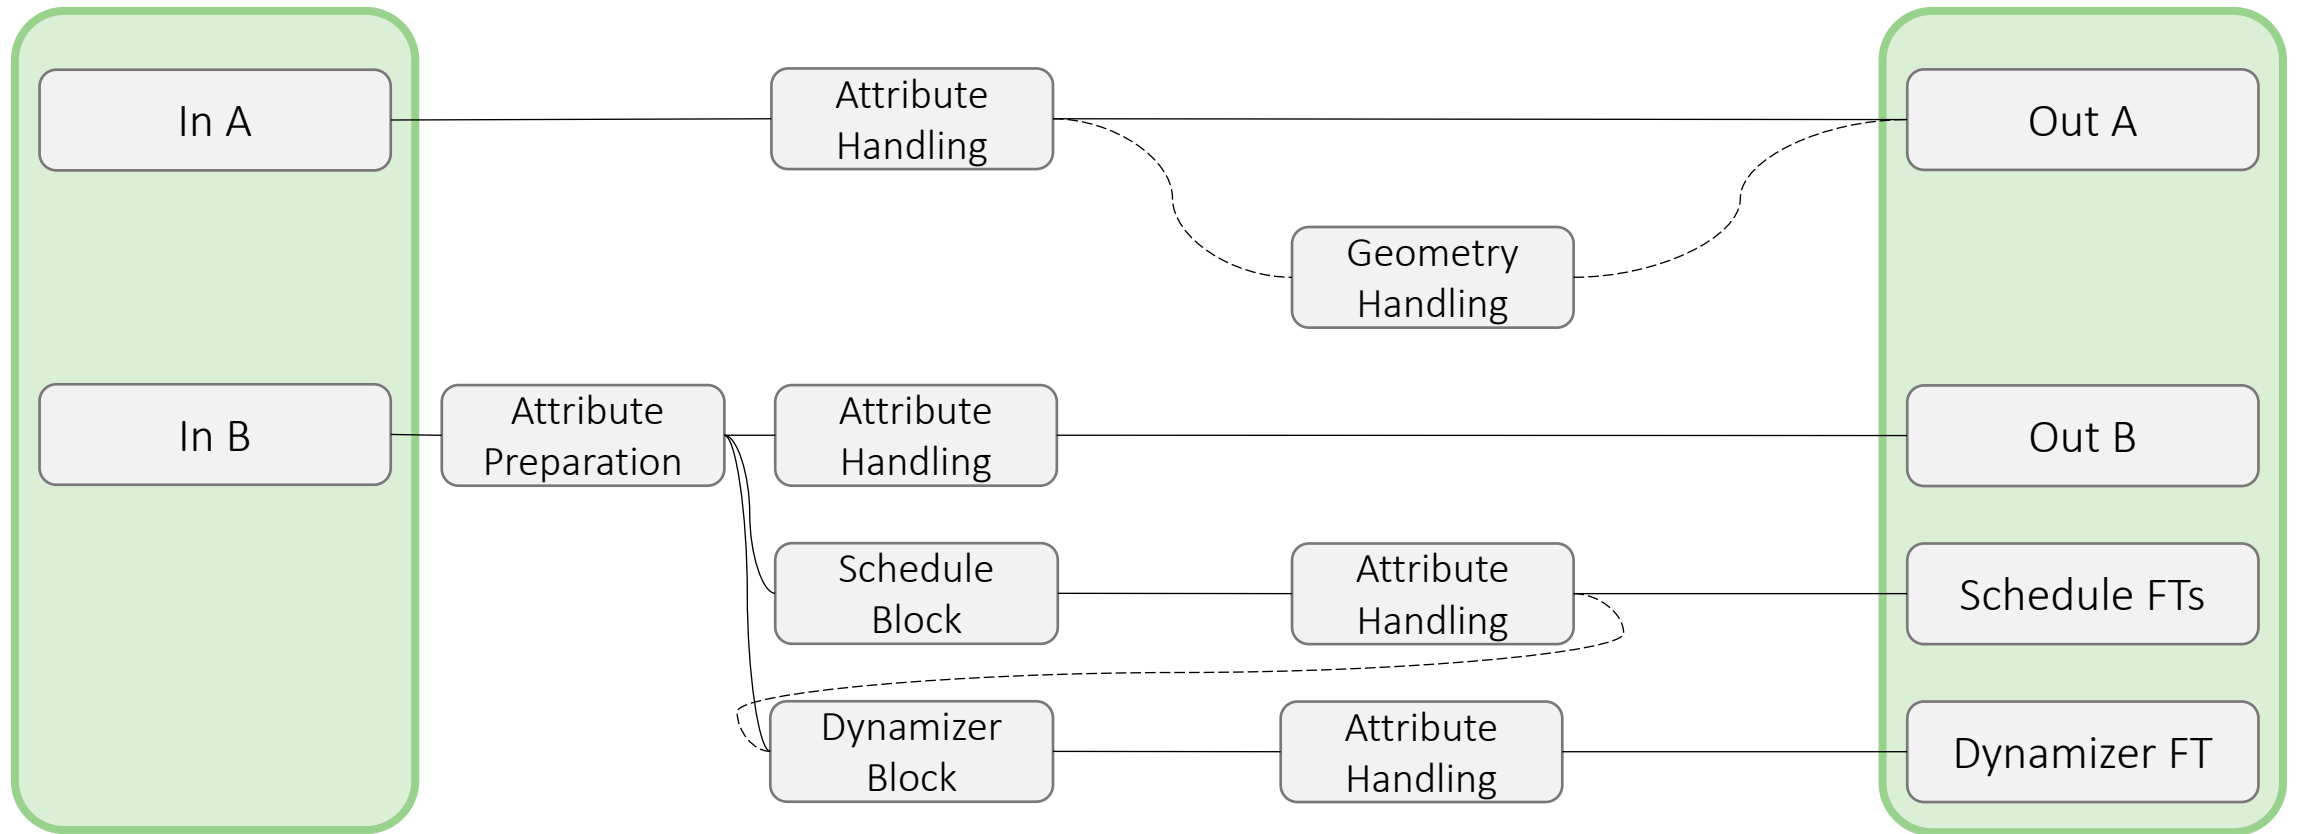 In A
Attribute
Handling
Out A
Geometry
Handling
In B
Attribute
Preparation
Attribute
Handling
Out B
Schedule
Block
Attribute
Handling
Schedule FTs
Dynamizer
Block
Attribute
Handling
Dynamizer FT